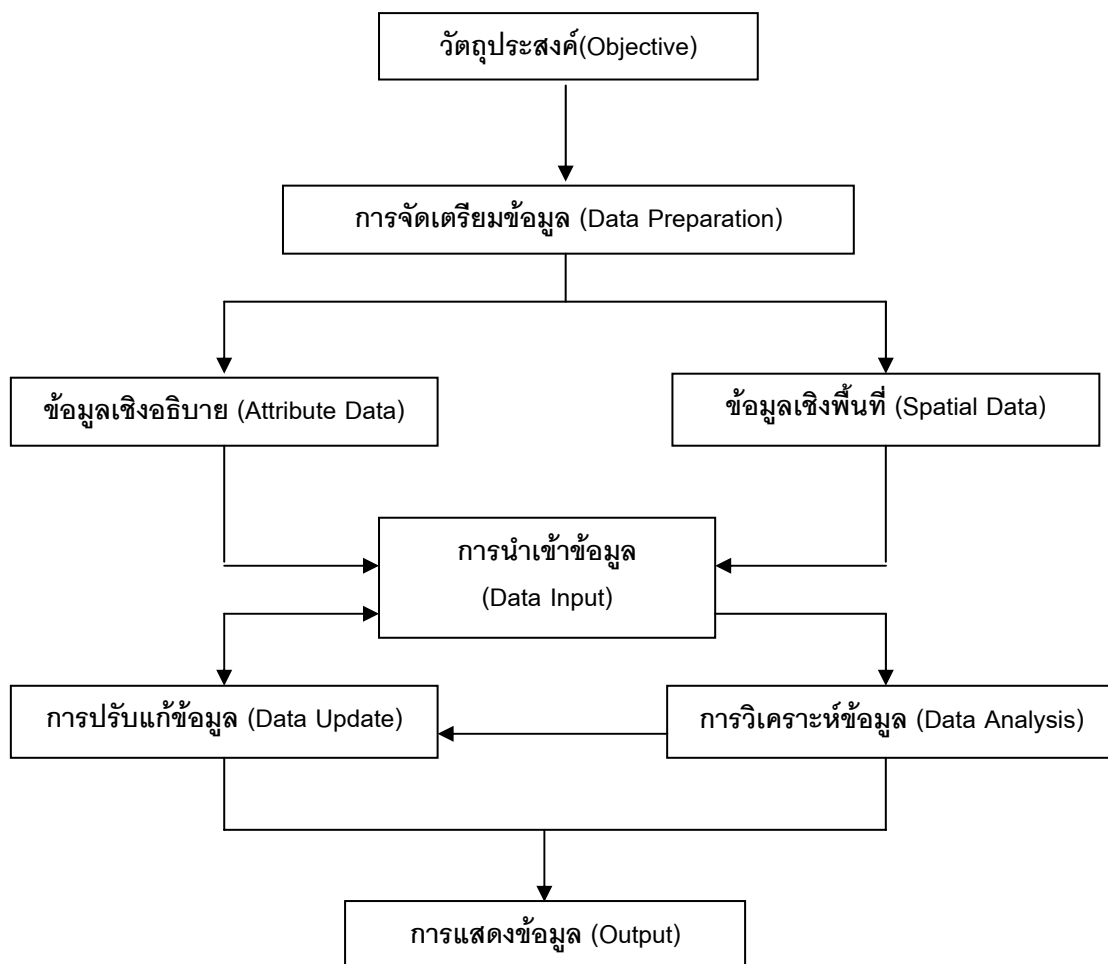 วัตถุประสงค์(Objective)
การจัดเตรียมข้อมูล (Data Preparation)
ข้อมูลเชิงอธิบาย (Attribute Data)
ข้อมูลเชิงพื้นที่ (Spatial Data)
การนำเข้าข้อมูล
(Data Input)
การปรับแก้ข้อมูล (Data Update)
การวิเคราะห์ข้อมูล (Data Analysis)
การแสดงข้อมูล (Output)